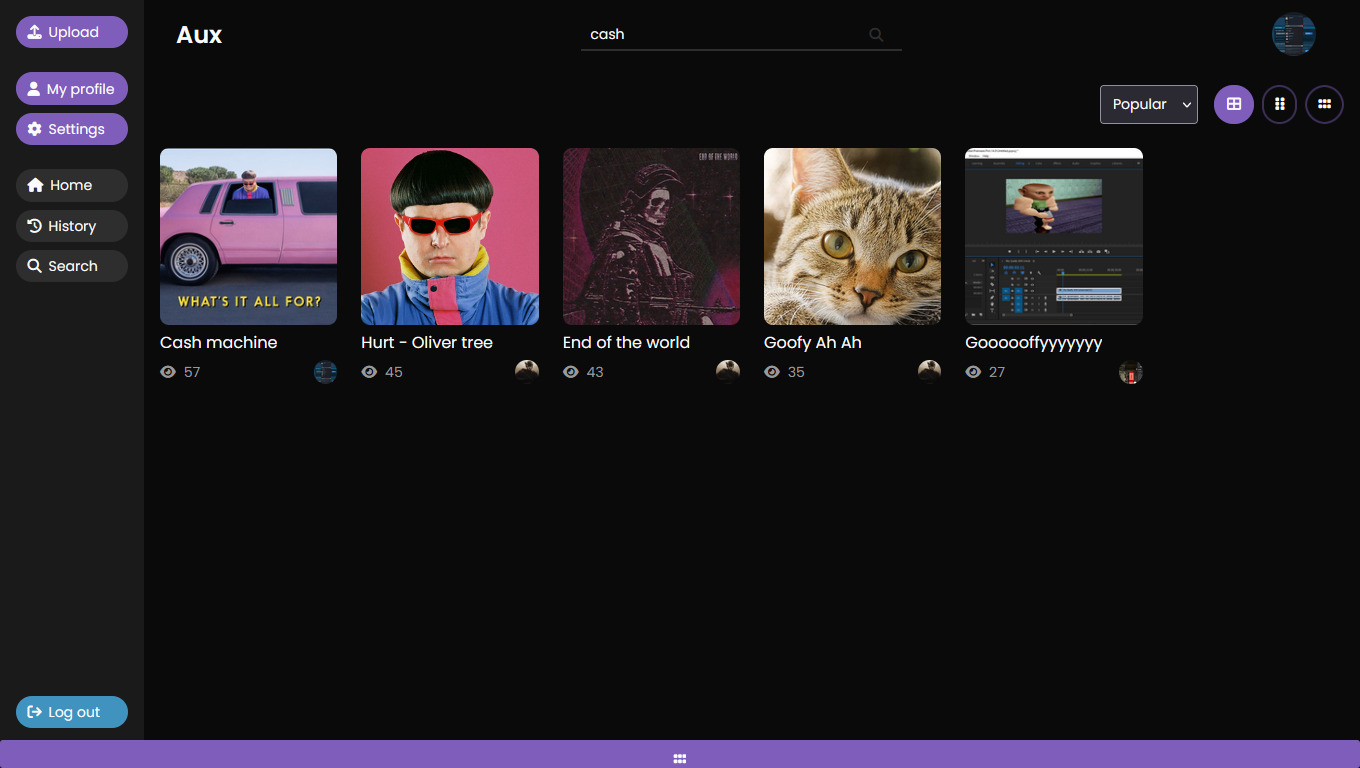 Upload
My profile
Settings
Home
History
Search
Log out
Aux
cash
Popular
WHAT'S IT ALL FOR?
Cash machine
57
Hurt - Oliver tree
45
END OF THE WORLD
End of the world
43
Goofy Ah Ah
35
Goooooffyyyyyyy
27